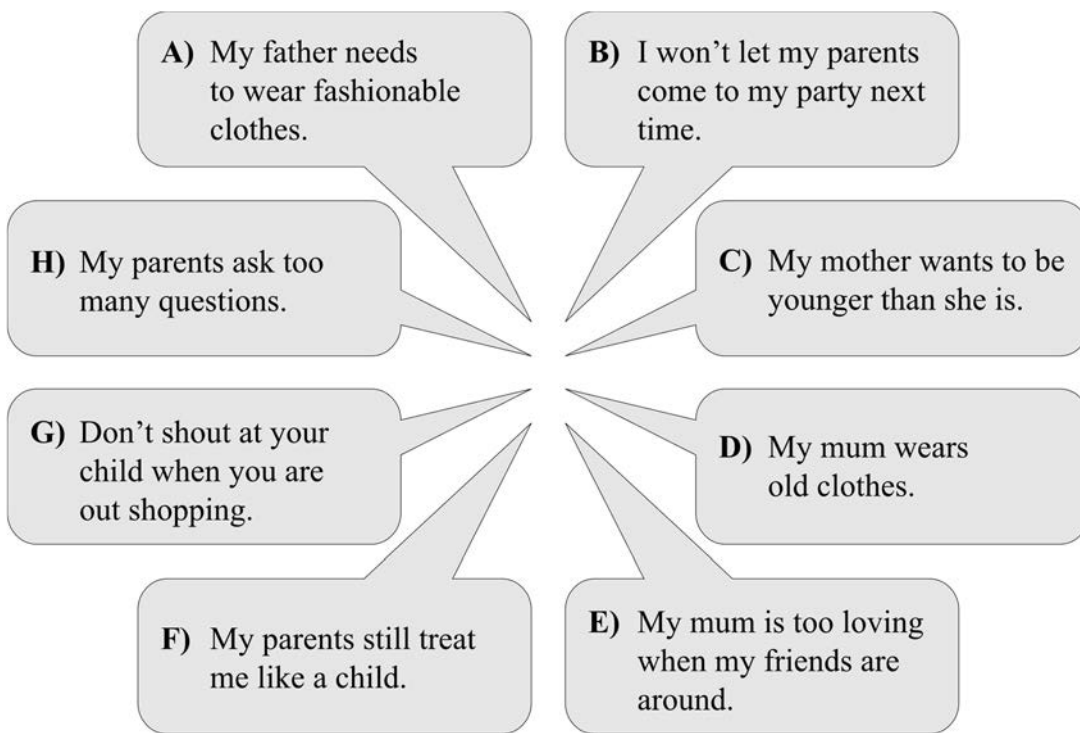 A) My father needs
to wear fashionable
clothes.
B) I won’t let my parents
come to my party next
time.
C) My mother wants to be
younger than she is.
D) My mum wears
old clothes.
E) My mum is too loving
when my friends are
around.
F) My parents still treat
me like a child.
G) Don’t shout at your
child when you are
out shopping.
H) My parents ask too
many questions.